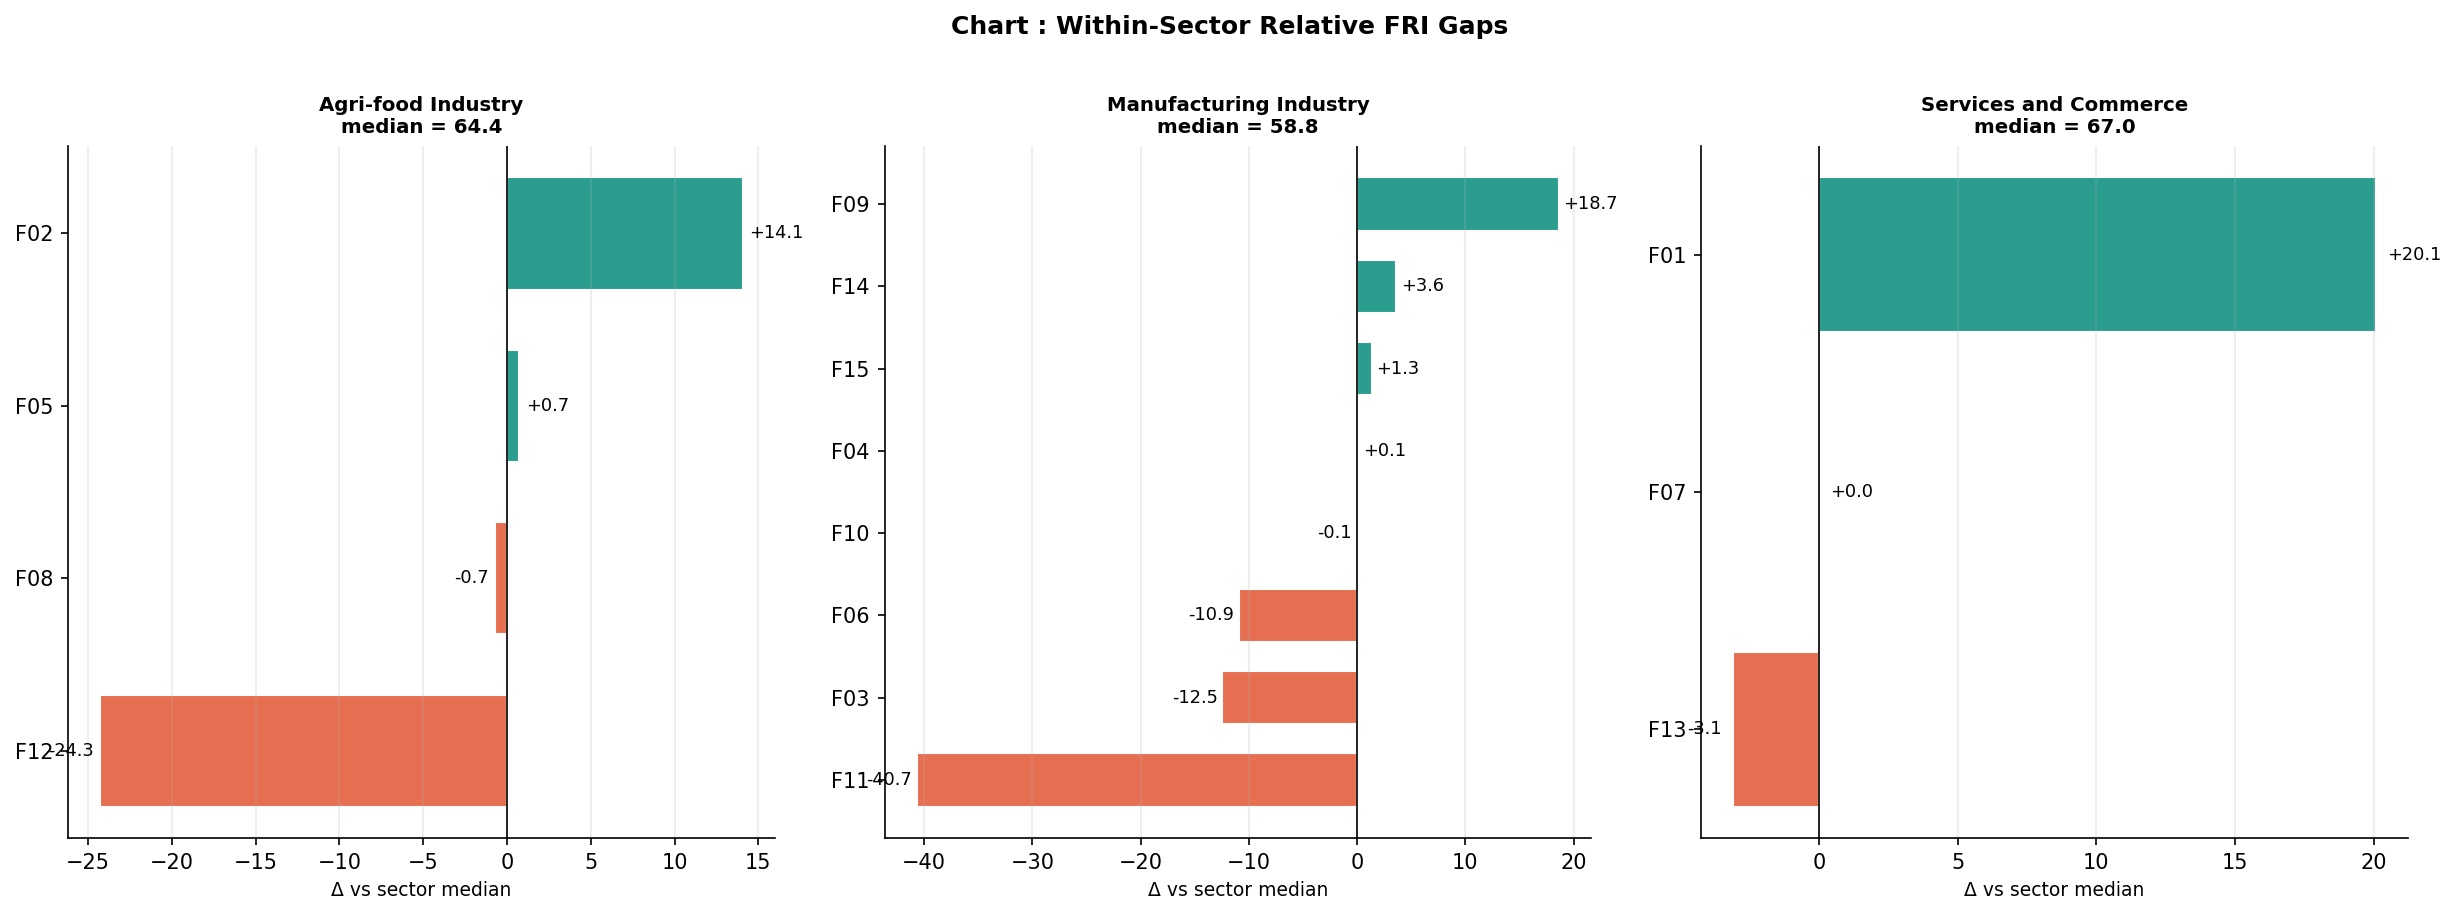 Chart : Within-Sector Relative FRI Gaps
Agri-food Industry
median = 64.4
F02
+14.1
F05
+0.7
F08
-0.7
F12
-24.3
−25 −20 −15 −10 −5 0 5 10 15
Δ vs sector median
Manufacturing Industry
median = 58.8
F09
+18.7
F14
+3.6
F15
+1.3
F04
+0.1
F10
-0.1
F06
-10.9
F03
-12.5
F11
-40.7
−40 −30 −20 −10 0 10 20
Δ vs sector median
Services and Commerce
median = 67.0
F01
+20.1
F07
+0.0
F13
-3.1
0 5 10 15 20
Δ vs sector median